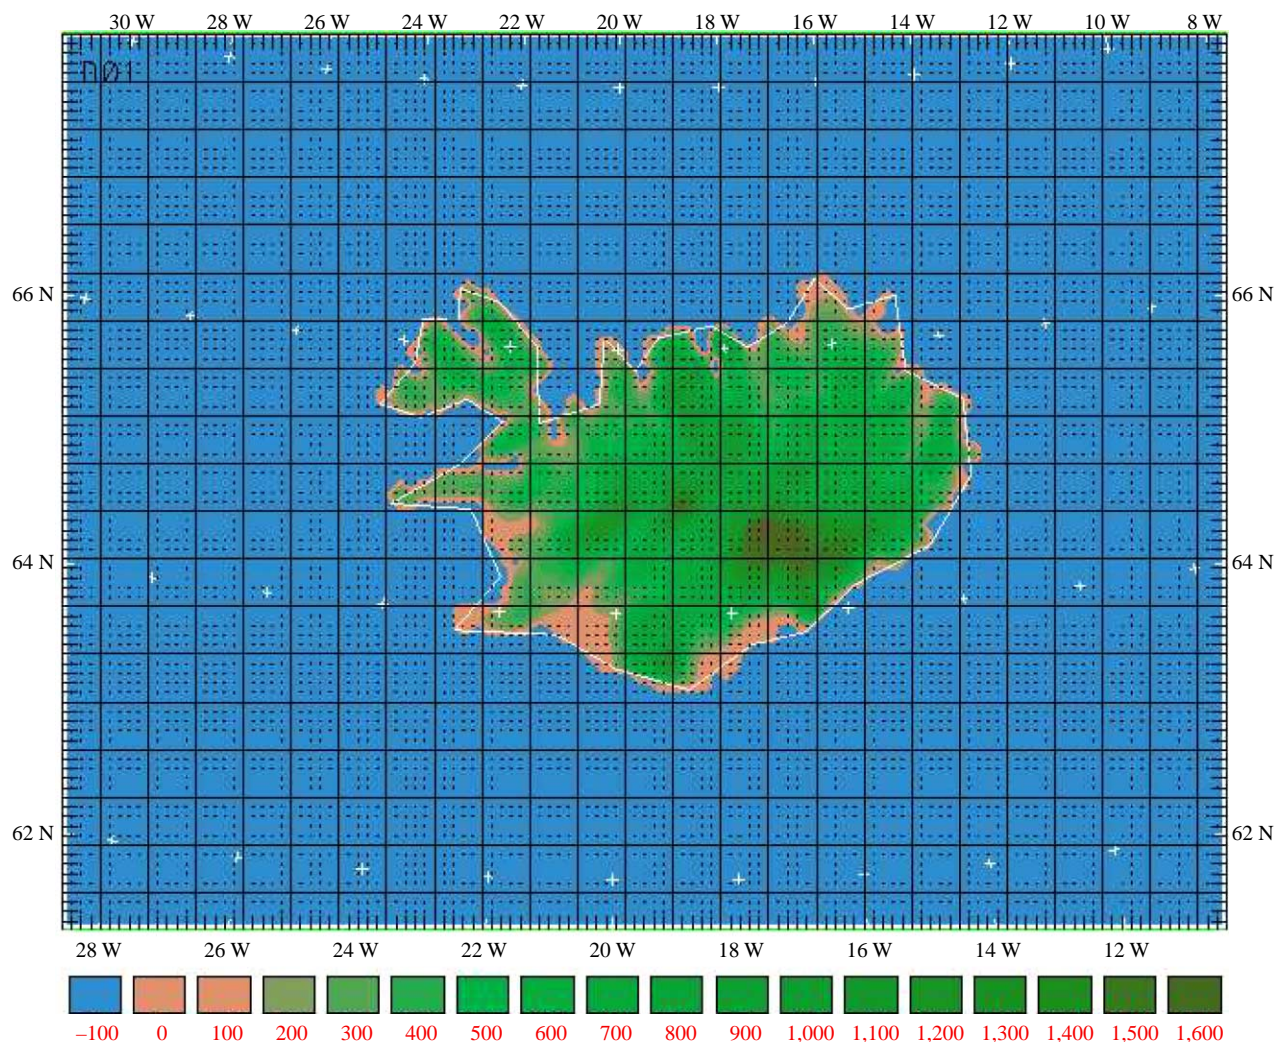 30 W 28 W 26 W 24 W 22 W 20 W 18 W 16 W 14 W 12 W 10 W 8 W
n01
66 N 66 N
64 N 64 N
62 N 62 N
28 W 26 W 24 W 22 W 20 W 18 W 16 W 14 W 12 W
−100 0 100 200 300 400 500 600 700 800 900 1,000 1,100 1,200 1,300 1,400 1,500 1,600